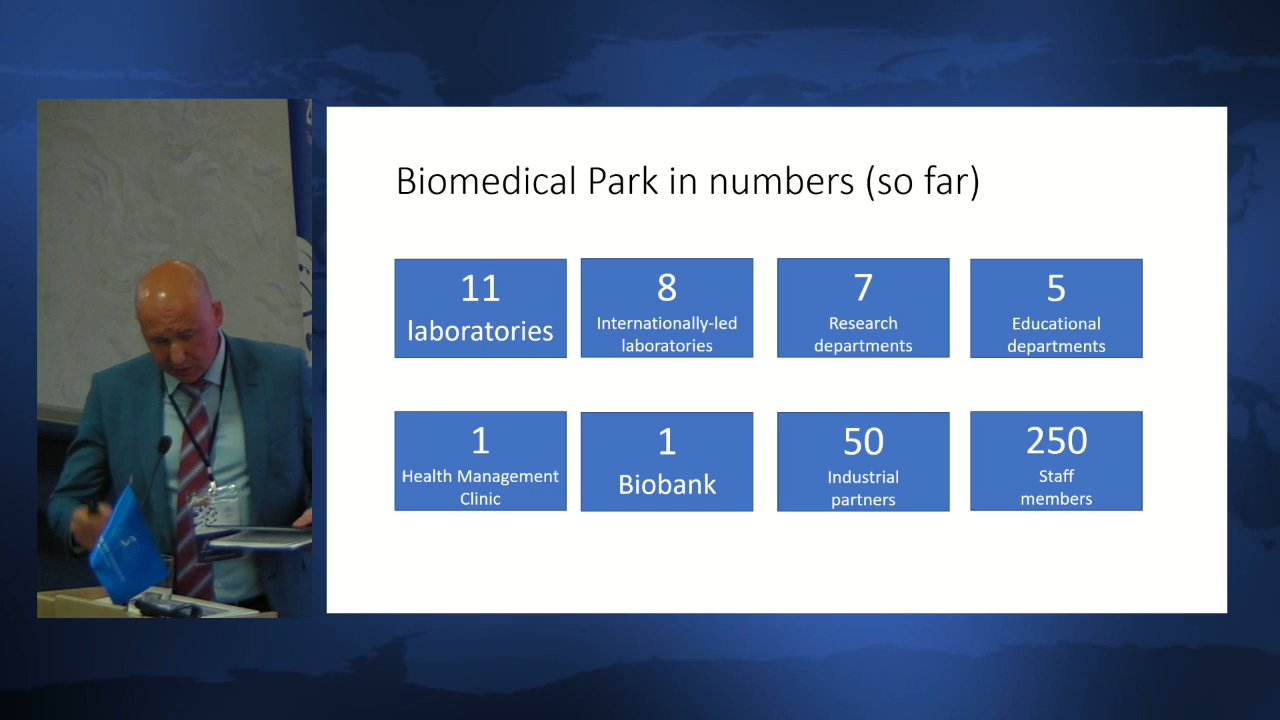 Biomedical Park in numbers (so far)
11
laboratories
8
Internationally-led
laboratories
7
Research
departments
5
Educational
departments
1
Health Management
Clinic
1
Biobank
50
Industrial
partners
250
Staff
members